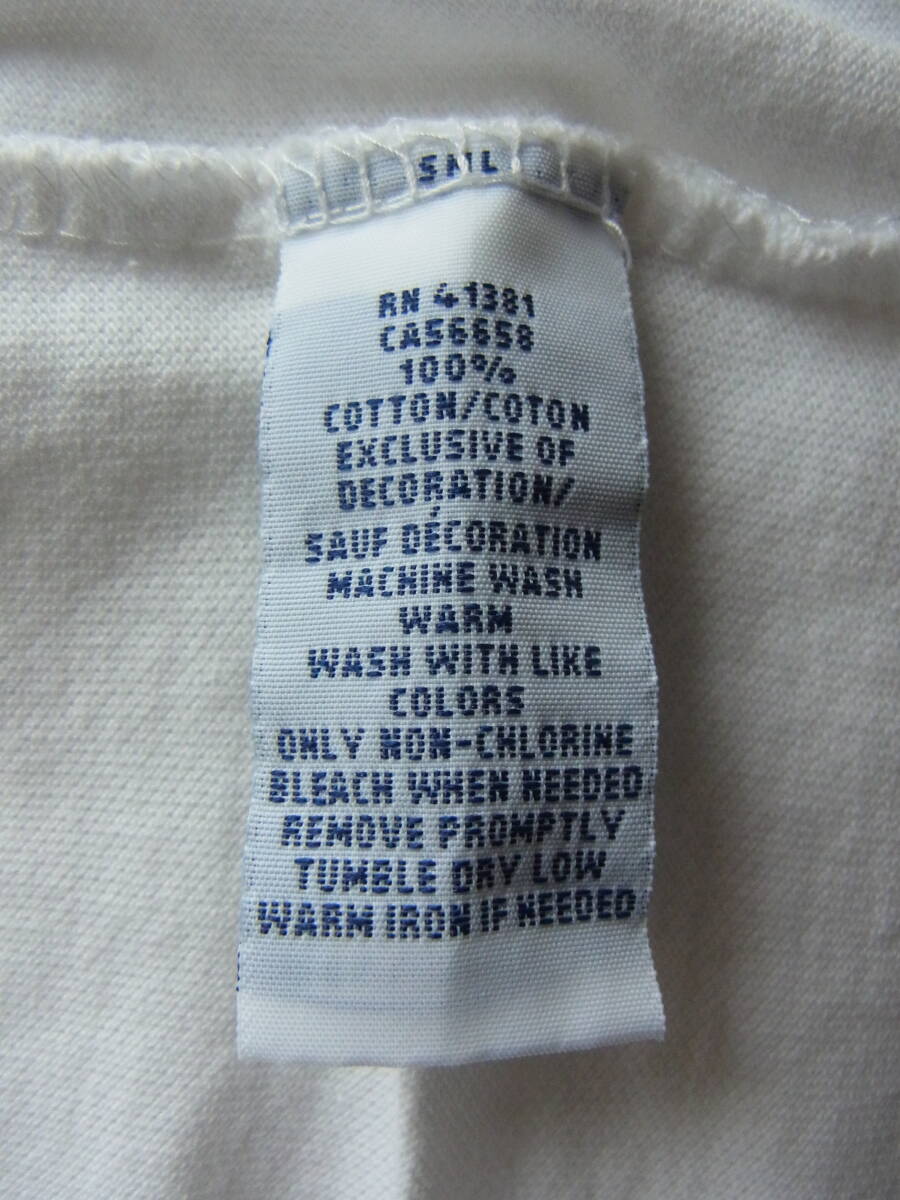 SML
RN 41381
CA56658
100%
COTTON/COTON
EXCLUSIVE OF
DECORATION/
SAUF DÉCORATION
MACHINE WASH
WARM
WASH WITH LIKE
COLORS
ONLY NON-CHLORINE
BLEACH WHEN NEEDED
REMOVE PROMPTLY
TUMBLE DRY LOW
WARM IRON IF NEEDED